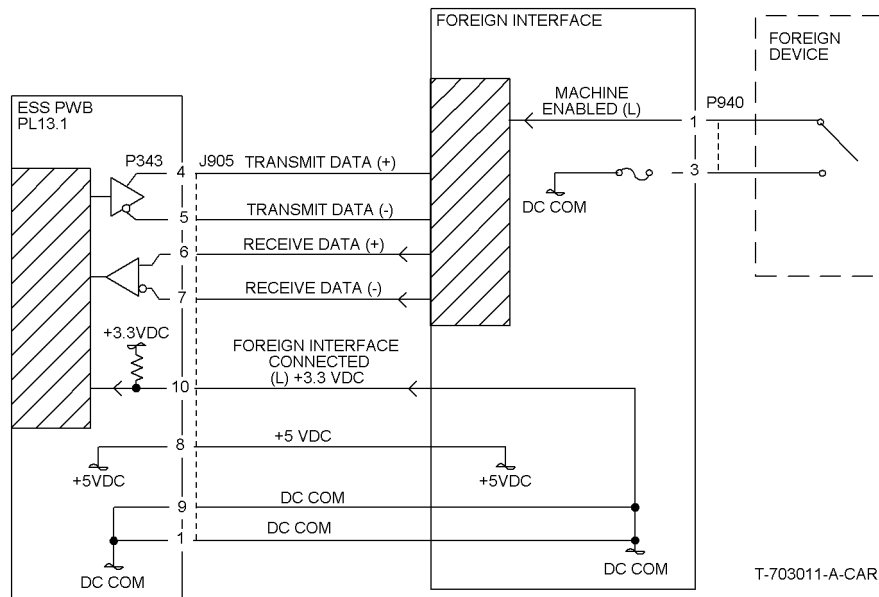 FOREIGN INTERFACE
FOREIGN
DEVICE
ESS PWB
PL13.1
MACHINE
ENABLED (L)
P940
1
3
DC COM
P343
4
J905
TRANSMIT DATA (+)
5
TRANSMIT DATA (-)
6
RECEIVE DATA (+)
7
RECEIVE DATA (-)
+3.3VDC
FOREIGN INTERFACE
CONNECTED
(L) +3.3 VDC
10
8
+5 VDC
+5VDC
+5VDC
9
DC COM
1
DC COM
DC COM
DC COM
T-703011-A-CAR